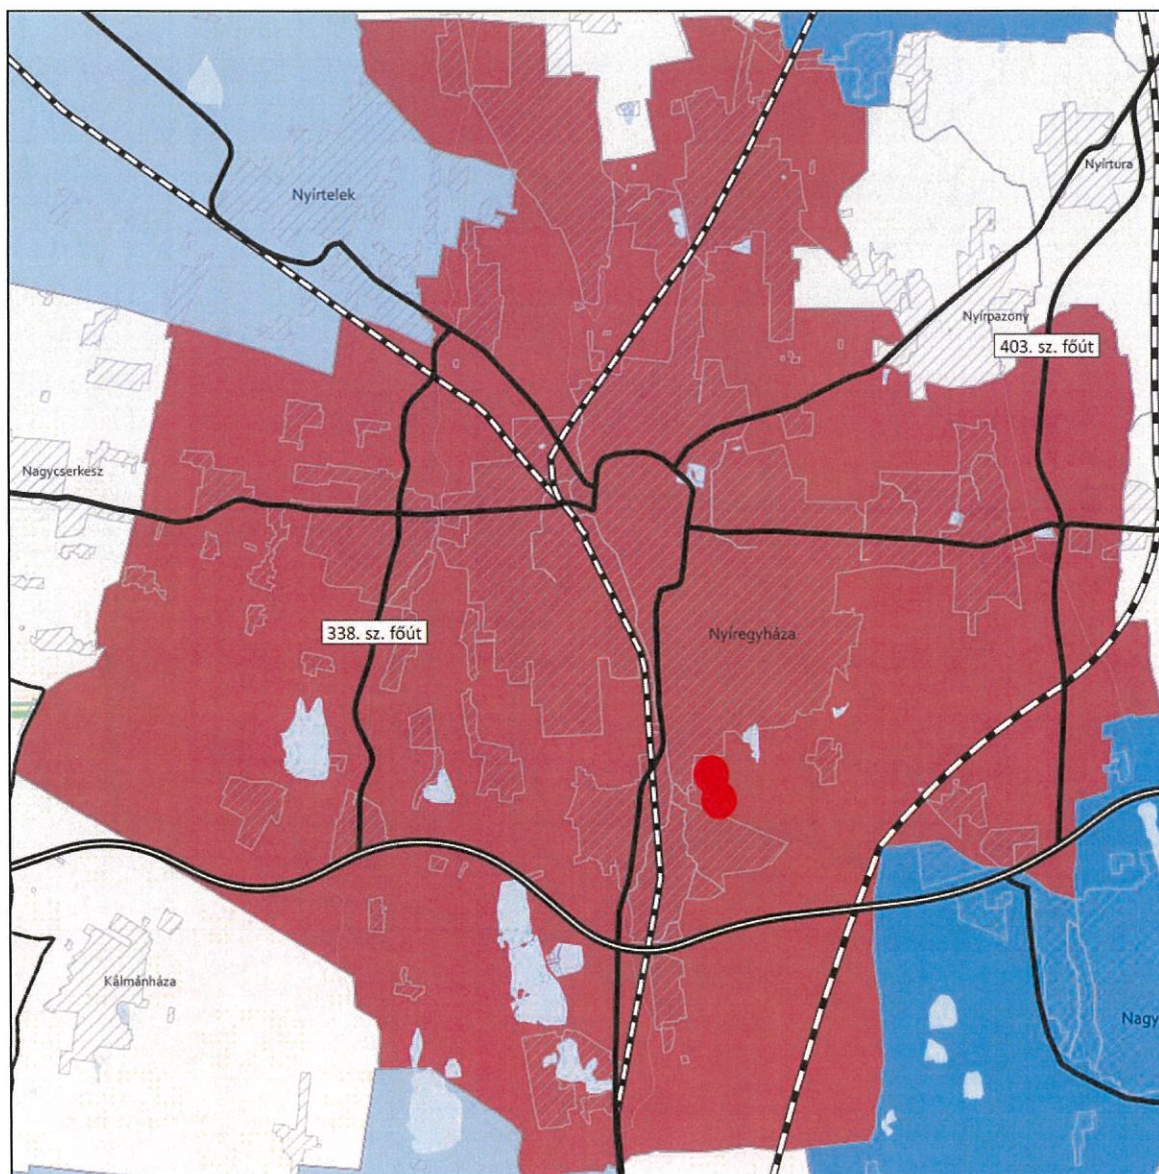 Nyírtelek
Nyírtura
Nyírpazony
403. sz. főút
Nagycserkesz
338. sz. főút
Nyíregyháza
Kálmánháza
Nagy